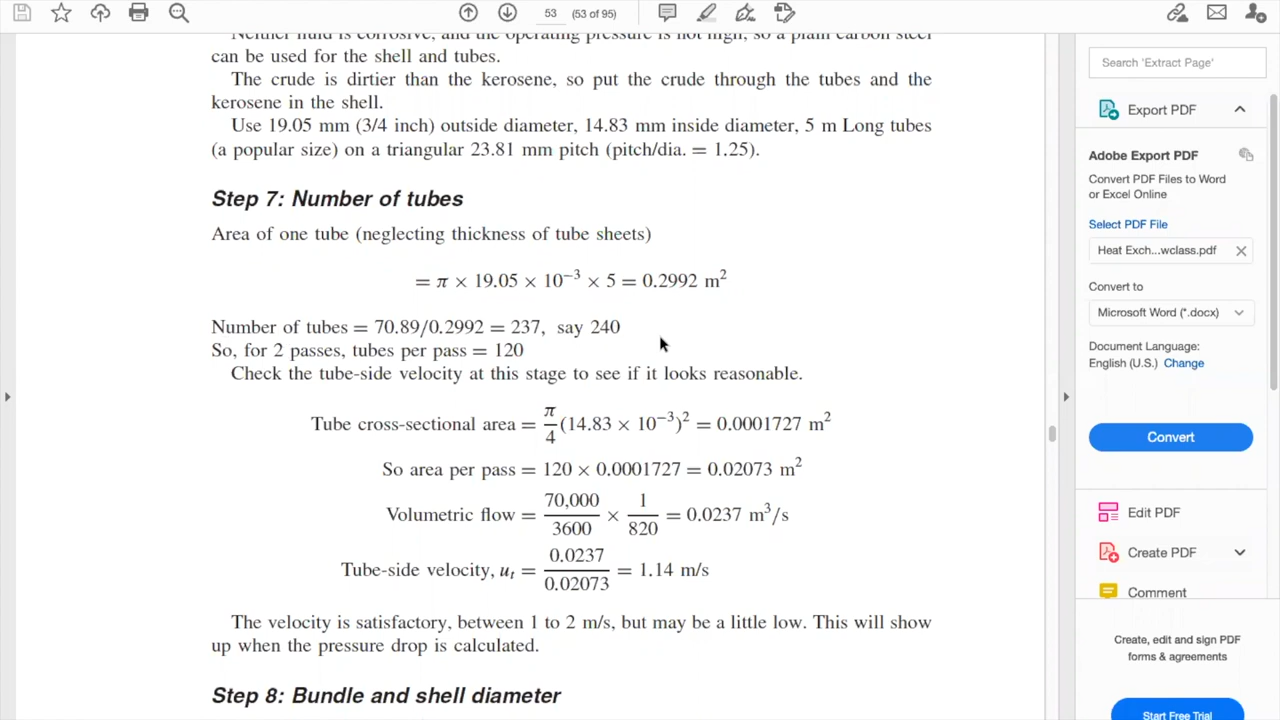 53 (53 of 95)
Neither fluid is corrosive, and the operating pressure is not high, so a plain carbon steel
can be used for the shell and tubes.
The crude is dirtier than the kerosene, so put the crude through the tubes and the
kerosene in the shell.
Use 19.05 mm (3/4 inch) outside diameter, 14.83 mm inside diameter, 5 m Long tubes
(a popular size) on a triangular 23.81 mm pitch (pitch/dia. = 1.25).
Step 7: Number of tubes
Area of one tube (neglecting thickness of tube sheets)
= π × 19.05 × 10⁻³ × 5 = 0.2992 m²
Number of tubes = 70.89/0.2992 = 237, say 240
So, for 2 passes, tubes per pass = 120
Check the tube-side velocity at this stage to see if it looks reasonable.
Tube cross-sectional area = π/4 (14.83 × 10⁻³)² = 0.0001727 m²
So area per pass = 120 × 0.0001727 = 0.02073 m²
Volumetric flow = 70,000/3600 × 1/820 = 0.0237 m³/s
Tube-side velocity, uₜ = 0.0237/0.02073 = 1.14 m/s
The velocity is satisfactory, between 1 to 2 m/s, but may be a little low. This will show
up when the pressure drop is calculated.
Step 8: Bundle and shell diameter
Search 'Extract Page'
Export PDF
Adobe Export PDF
Convert PDF Files to Word
or Excel Online
Select PDF File
Heat Exch...wclass.pdf
Convert to
Microsoft Word (*.docx)
Document Language:
English (U.S.) Change
Convert
Edit PDF
Create PDF
Comment
Create, edit and sign PDF
forms & agreements
Start Free Trial